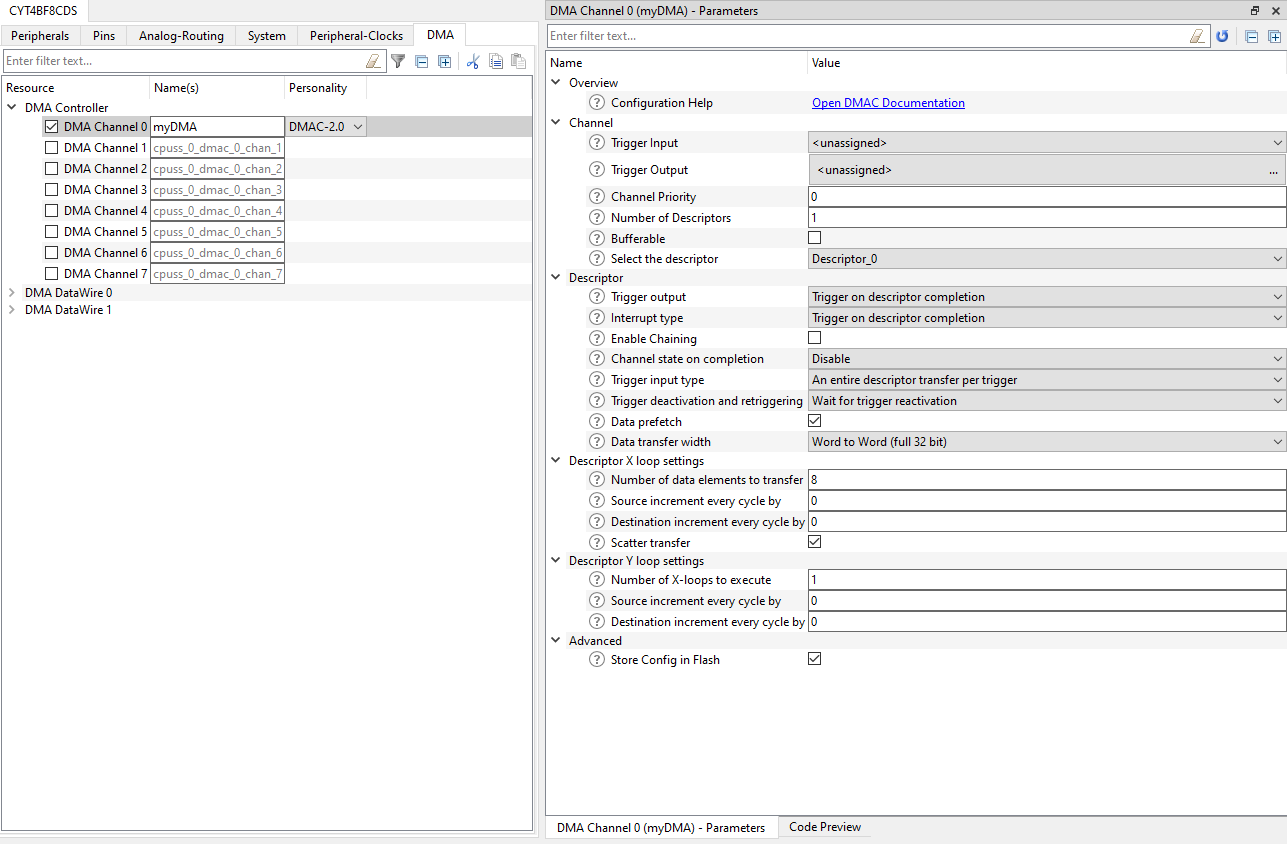 CYT4BF8CDS
Peripherals Pins Analog-Routing System Peripheral-Clocks DMA
Enter filter text...
Resource Name(s) Personality
DMA Controller
DMA Channel 0 myDMA DMAC-2.0
DMA Channel 1 cpuss_0_dmac_0_chan_1
DMA Channel 2 cpuss_0_dmac_0_chan_2
DMA Channel 3 cpuss_0_dmac_0_chan_3
DMA Channel 4 cpuss_0_dmac_0_chan_4
DMA Channel 5 cpuss_0_dmac_0_chan_5
DMA Channel 6 cpuss_0_dmac_0_chan_6
DMA Channel 7 cpuss_0_dmac_0_chan_7
DMA DataWire 0
DMA DataWire 1
DMA Channel 0 (myDMA) - Parameters
Enter filter text...
Name Value
Overview
Configuration Help Open DMAC Documentation
Channel
Trigger Input <unassigned>
Trigger Output <unassigned> ...
Channel Priority 0
Number of Descriptors 1
Bufferable
Select the descriptor Descriptor_0
Descriptor
Trigger output Trigger on descriptor completion
Interrupt type Trigger on descriptor completion
Enable Chaining
Channel state on completion Disable
Trigger input type An entire descriptor transfer per trigger
Trigger deactivation and retriggering Wait for trigger reactivation
Data prefetch
Data transfer width Word to Word (full 32 bit)
Descriptor X loop settings
Number of data elements to transfer 8
Source increment every cycle by 0
Destination increment every cycle by 0
Scatter transfer
Descriptor Y loop settings
Number of X-loops to execute 1
Source increment every cycle by 0
Destination increment every cycle by 0
Advanced
Store Config in Flash
DMA Channel 0 (myDMA) - Parameters Code Preview